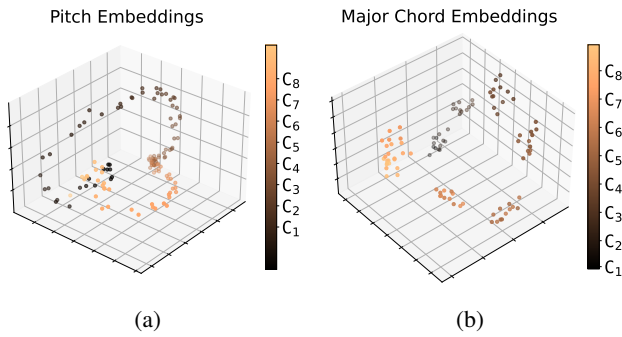 Pitch Embeddings
C8
C7
C6
C5
C4
C3
C2
C1
(a)
Major Chord Embeddings
C8
C7
C6
C5
C4
C3
C2
C1
(b)